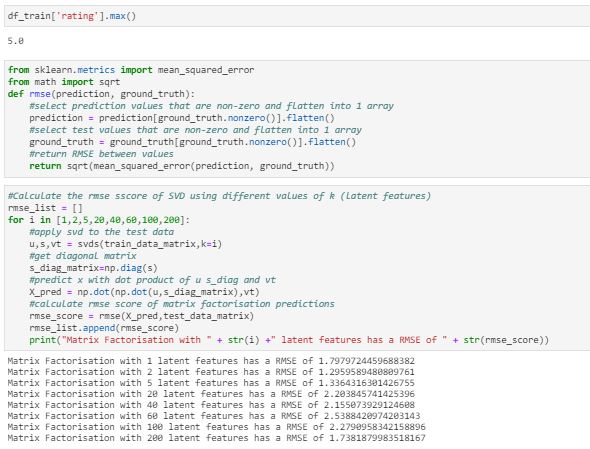 df_train['rating'].max()
5.0
from sklearn.metrics import mean_squared_error
from math import sqrt
def rmse(prediction, ground_truth):
    #select prediction values that are non-zero and flatten into 1 array
    prediction = prediction[ground_truth.nonzero()].flatten()
    #select test values that are non-zero and flatten into 1 array
    ground_truth = ground_truth[ground_truth.nonzero()].flatten()
    #return RMSE between values
    return sqrt(mean_squared_error(prediction, ground_truth))
#Calculate the rmse sscore of SVD using different values of k (latent features)
rmse_list = []
for i in [1,2,5,20,40,60,100,200]:
    #apply svd to the test data
    u,s,vt = svds(train_data_matrix,k=i)
    #get diagonal matrix
    s_diag_matrix=np.diag(s)
    #predict x with dot product of u s_diag and vt
    X_pred = np.dot(np.dot(u,s_diag_matrix),vt)
    #calculate rmse score of matrix factorisation predictions
    rmse_score = rmse(X_pred,test_data_matrix)
    rmse_list.append(rmse_score)
    print("Matrix Factorisation with " + str(i) +" latent features has a RMSE of " + str(rmse_score))
Matrix Factorisation with 1 latent features has a RMSE of 1.7979724459688382
Matrix Factorisation with 2 latent features has a RMSE of 1.2959589480809761
Matrix Factorisation with 5 latent features has a RMSE of 1.3364316301426755
Matrix Factorisation with 20 latent features has a RMSE of 2.203845741425396
Matrix Factorisation with 40 latent features has a RMSE of 2.155073929124608
Matrix Factorisation with 60 latent features has a RMSE of 2.5388420974203143
Matrix Factorisation with 100 latent features has a RMSE of 2.2790958342158896
Matrix Factorisation with 200 latent features has a RMSE of 1.7381879983518167